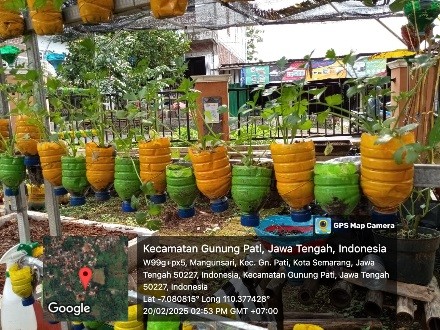 GPS Map Camera
Kecamatan Gunung Pati, Jawa Tengah, Indonesia
W99g+px5, Mangunsari, Kec. Gn. Pati, Kota Semarang, Jawa
Tengah 50227, Indonesia, Kecamatan Gunung Pati, Jawa Tengah
50227, Indonesia
Lat -7.080815° Long 110.377428°
20/02/2025 02:53 PM GMT +07:00
Google